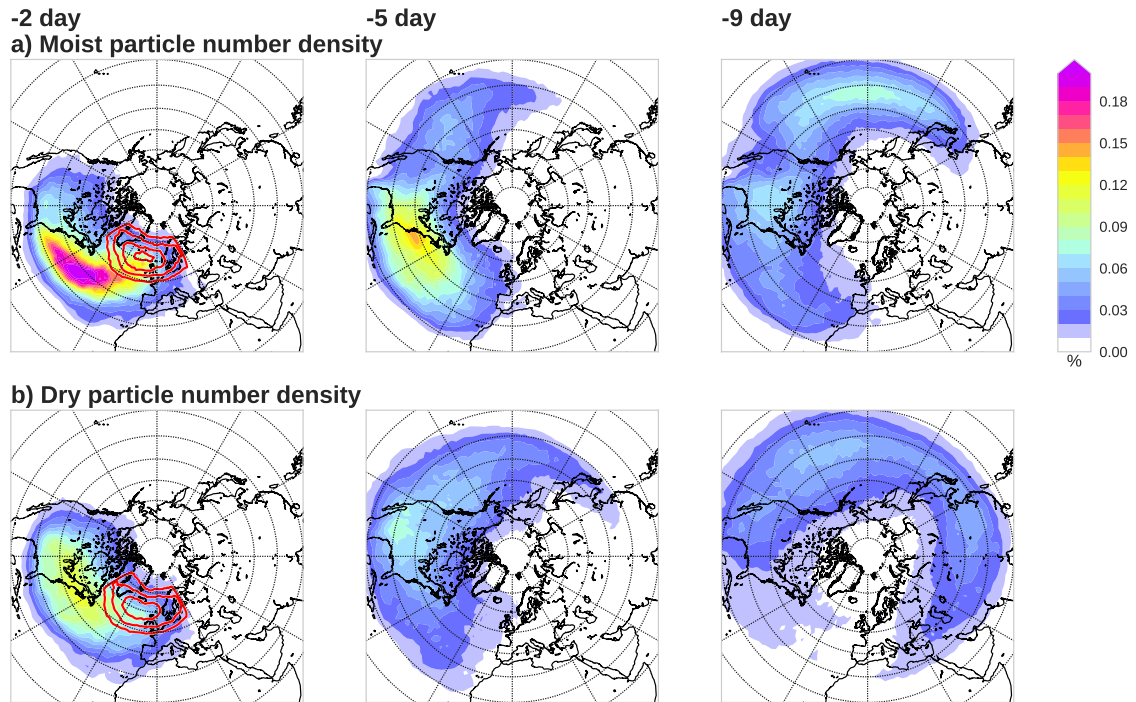 -2 day -5 day -9 day
a) Moist particle number density
0.18
0.15
0.12
0.09
0.06
0.03
0.00
%
b) Dry particle number density